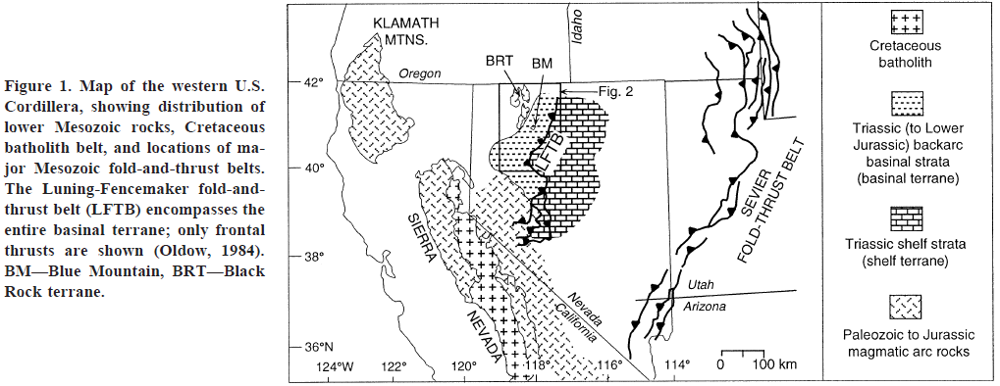 Figure 1. Map of the western U.S.
Cordillera, showing distribution of
lower Mesozoic rocks, Cretaceous
batholith belt, and locations of ma-
jor Mesozoic fold-and-thrust belts.
The Luning-Fencemaker fold-and-
thrust belt (LFTB) encompasses the
entire basinal terrane; only frontal
thrusts are shown (Oldow, 1984).
BM—Blue Mountain, BRT—Black
Rock terrane.
KLAMATH
MTNS.
Idaho
BRT
BM
Oregon
42°
Fig. 2
LFTB
40°
SIERRA
NEVADA
SEVIER
FOLD-THRUST BELT
38°
Nevada
California
Utah
Arizona
36°N
124°W
122°
120°
118°
116°
114°
0
100 km
Cretaceous
batholith
Triassic (to Lower
Jurassic) backarc
basinal strata
(basinal terrane)
Triassic shelf strata
(shelf terrane)
Paleozoic to Jurassic
magmatic arc rocks